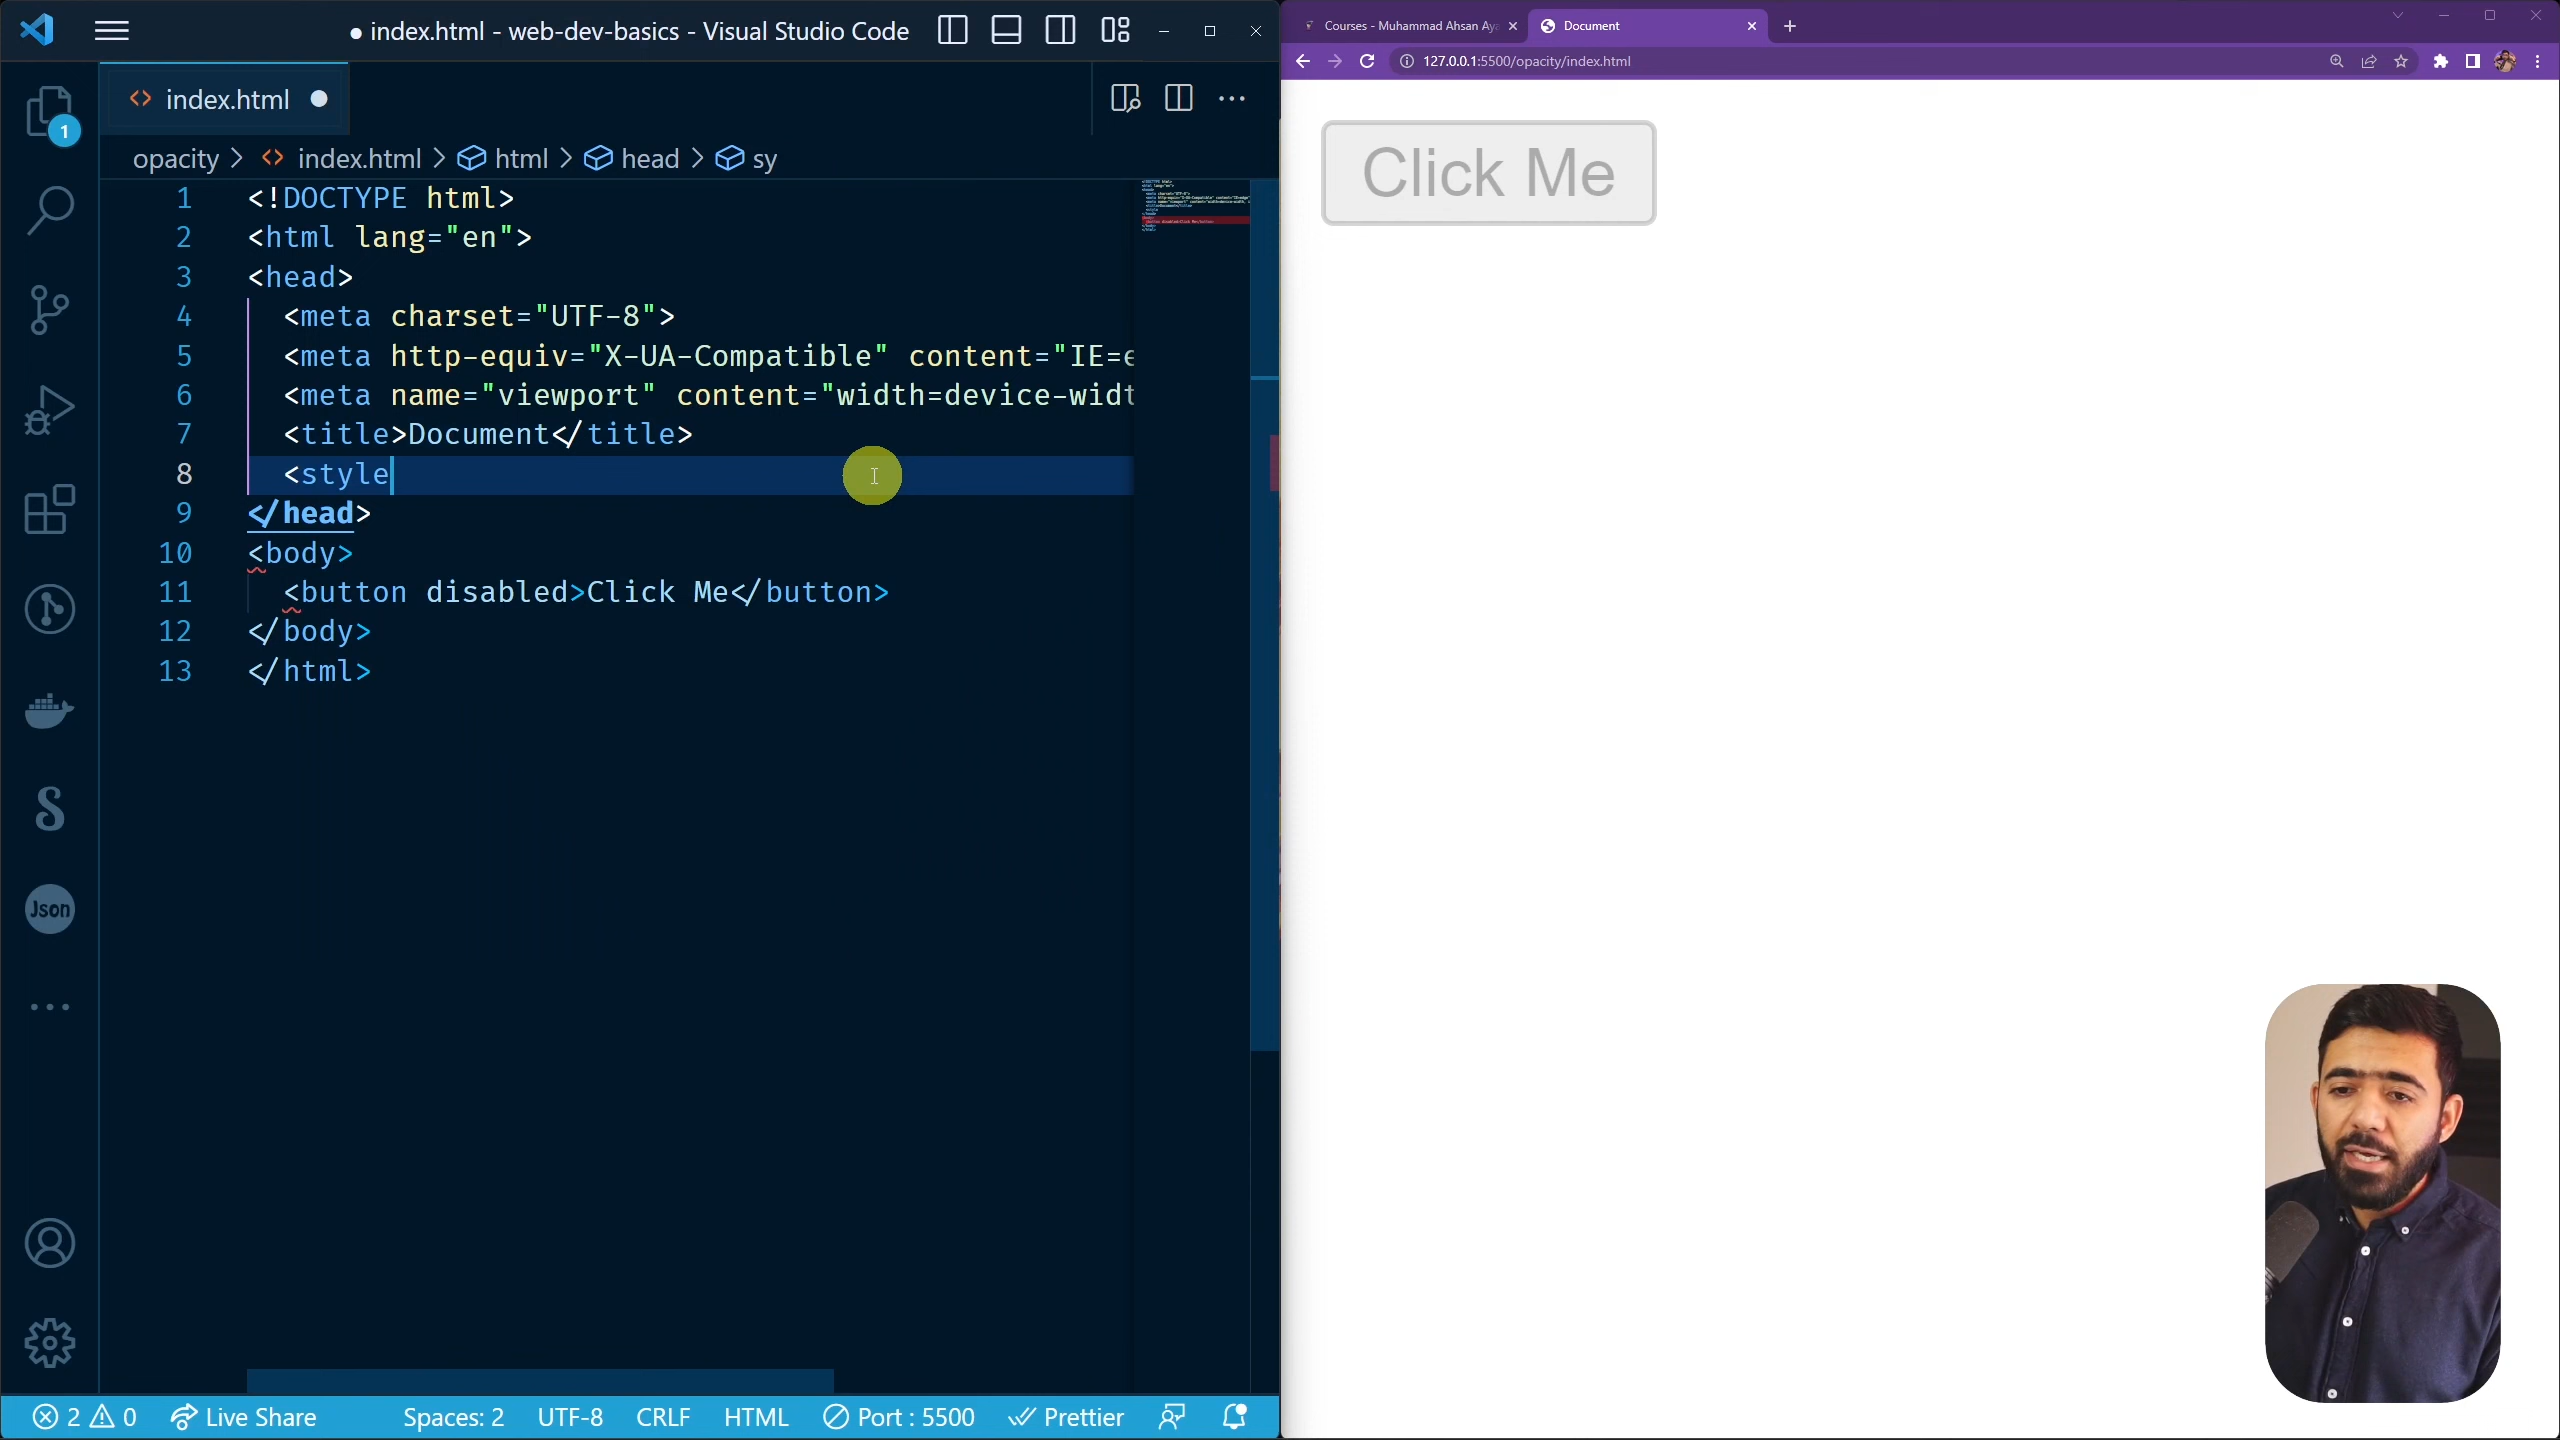 ● index.html - web-dev-basics - Visual Studio Code
index.html
1
opacity > index.html > html > head > sy
1 <!DOCTYPE html>
2 <html lang="en">
3 <head>
4 <meta charset="UTF-8">
5 <meta http-equiv="X-UA-Compatible" content="IE=e
6 <meta name="viewport" content="width=device-widt
7 <title>Document</title>
8 <style
9 </head>
10 <body>
11 <button disabled>Click Me</button>
12 </body>
13 </html>
Json
2 0 Live Share Spaces: 2 UTF-8 CRLF HTML Port : 5500 Prettier
Courses - Muhammad Ahsan Aya
Document
127.0.0.1:5500/opacity/index.html
Click Me